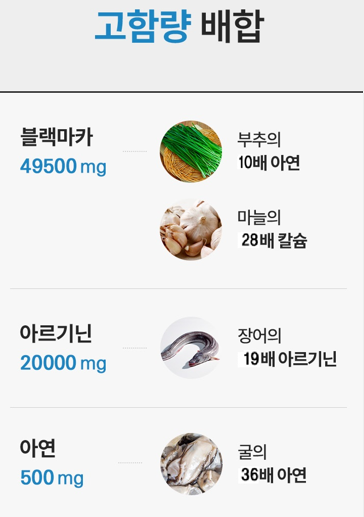 고함량 배합
블랙마카
49500 mg
부추의
10배 아연
마늘의
28배 칼슘
아르기닌
20000 mg
장어의
19배 아르기닌
아연
500 mg
굴의
36배 아연